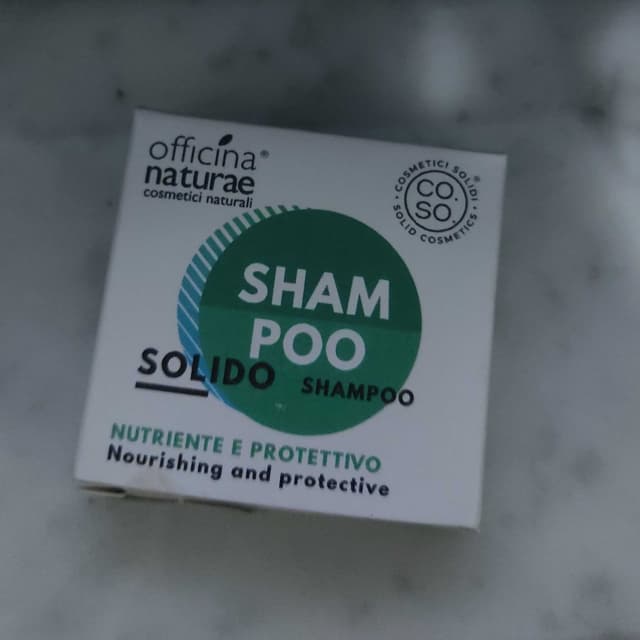 officina®
naturae
cosmetici naturali
• COSMETICI SOLIDI •
CO.
SO.
SOLID COSMETICS
®
SHAM
POO
SOLIDO SHAMPOO
NUTRIENTE E PROTETTIVO
Nourishing and protective